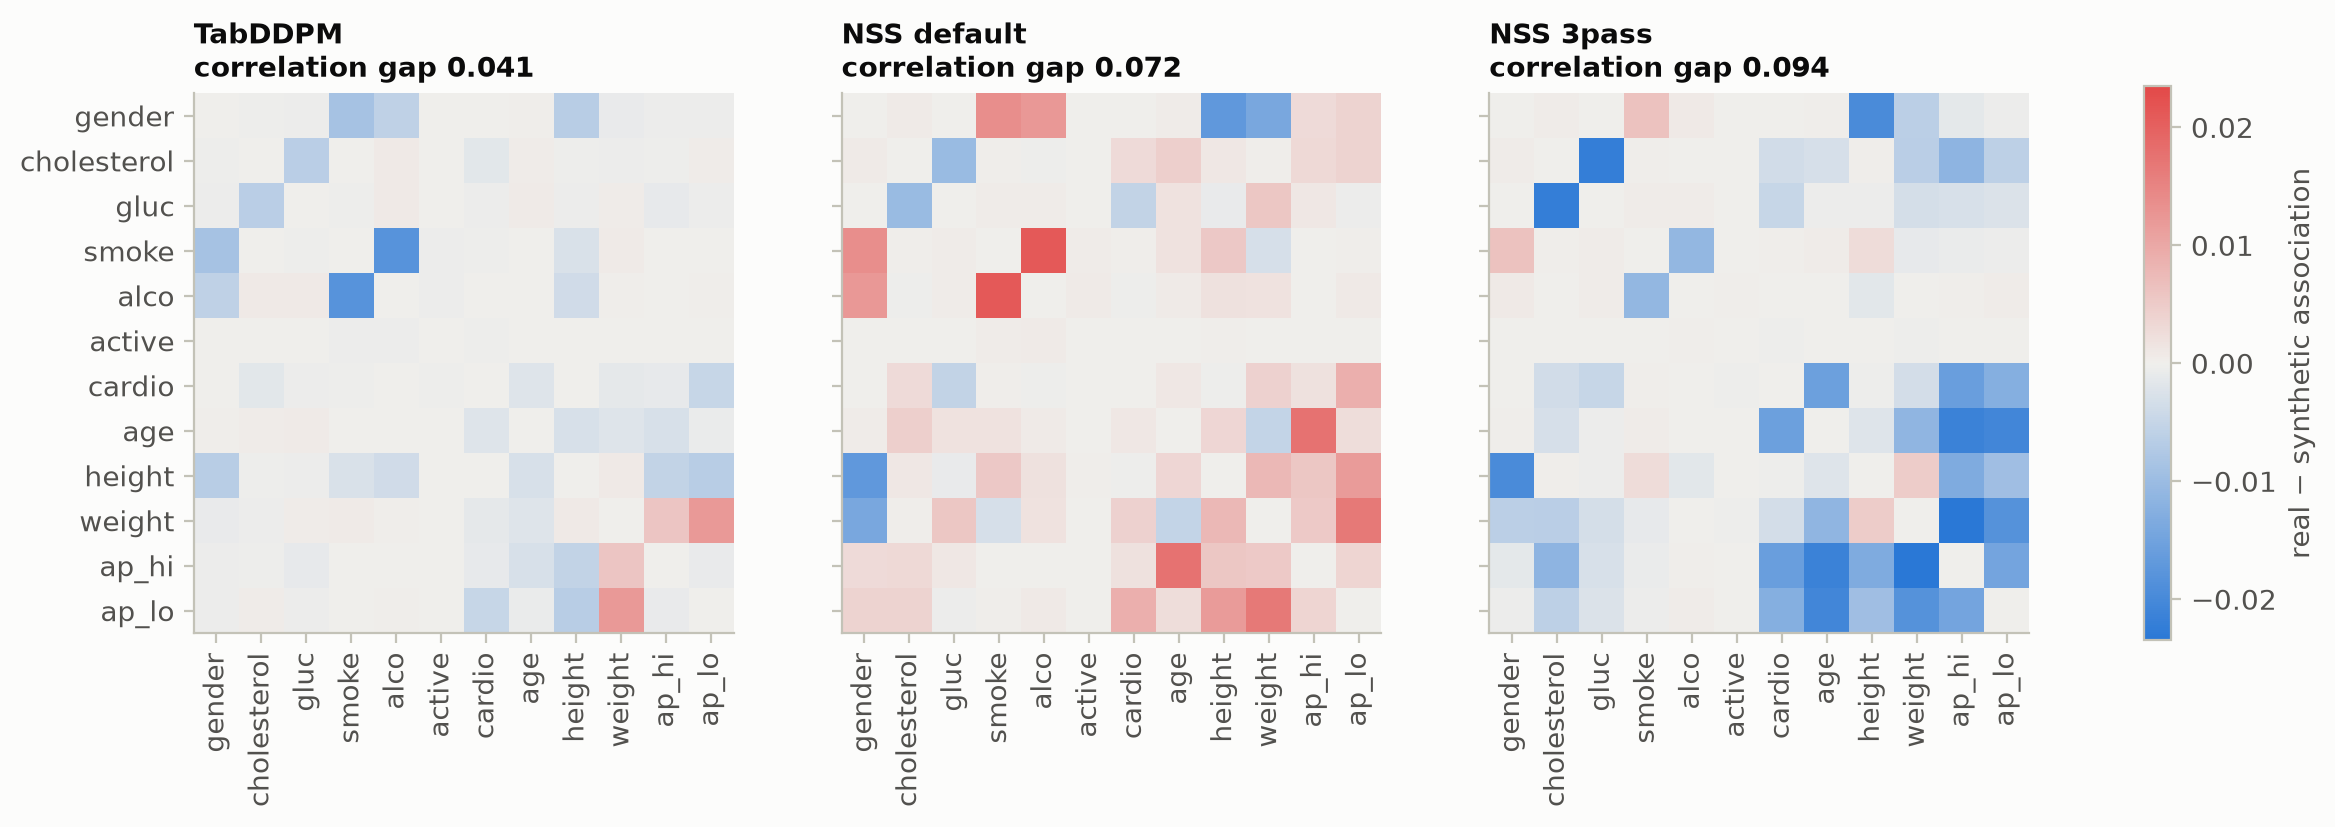 TabDDPM
correlation gap 0.041
NSS default
correlation gap 0.072
NSS 3pass
correlation gap 0.094
gender
cholesterol
gluc
smoke
alco
active
cardio
age
height
weight
ap_hi
ap_lo
gender
cholesterol
gluc
smoke
alco
active
cardio
age
height
weight
ap_hi
ap_lo
gender
cholesterol
gluc
smoke
alco
active
cardio
age
height
weight
ap_hi
ap_lo
gender
cholesterol
gluc
smoke
alco
active
cardio
age
height
weight
ap_hi
ap_lo
0.02
0.01
0.00
−0.01
−0.02
real − synthetic association